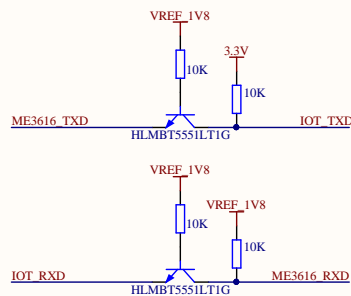 VREF_1V8
3.3V
10K
10K
ME3616_TXD
IOT_TXD
HLMBT5551LT1G
VREF_1V8
VREF_1V8
10K
10K
IOT_RXD
ME3616_RXD
HLMBT5551LT1G